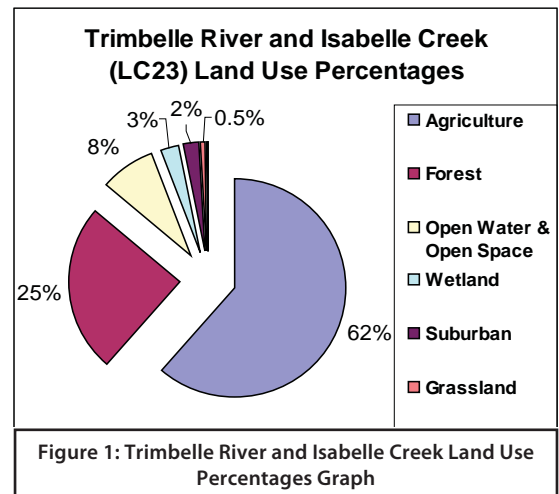 Trimbelle River and Isabelle Creek
(LC23) Land Use Percentages
0.5%
2%
3%
8%
25%
62%
Agriculture
Forest
Open Water &
Open Space
Wetland
Suburban
Grassland
Figure 1: Trimbelle River and Isabelle Creek Land Use
Percentages Graph